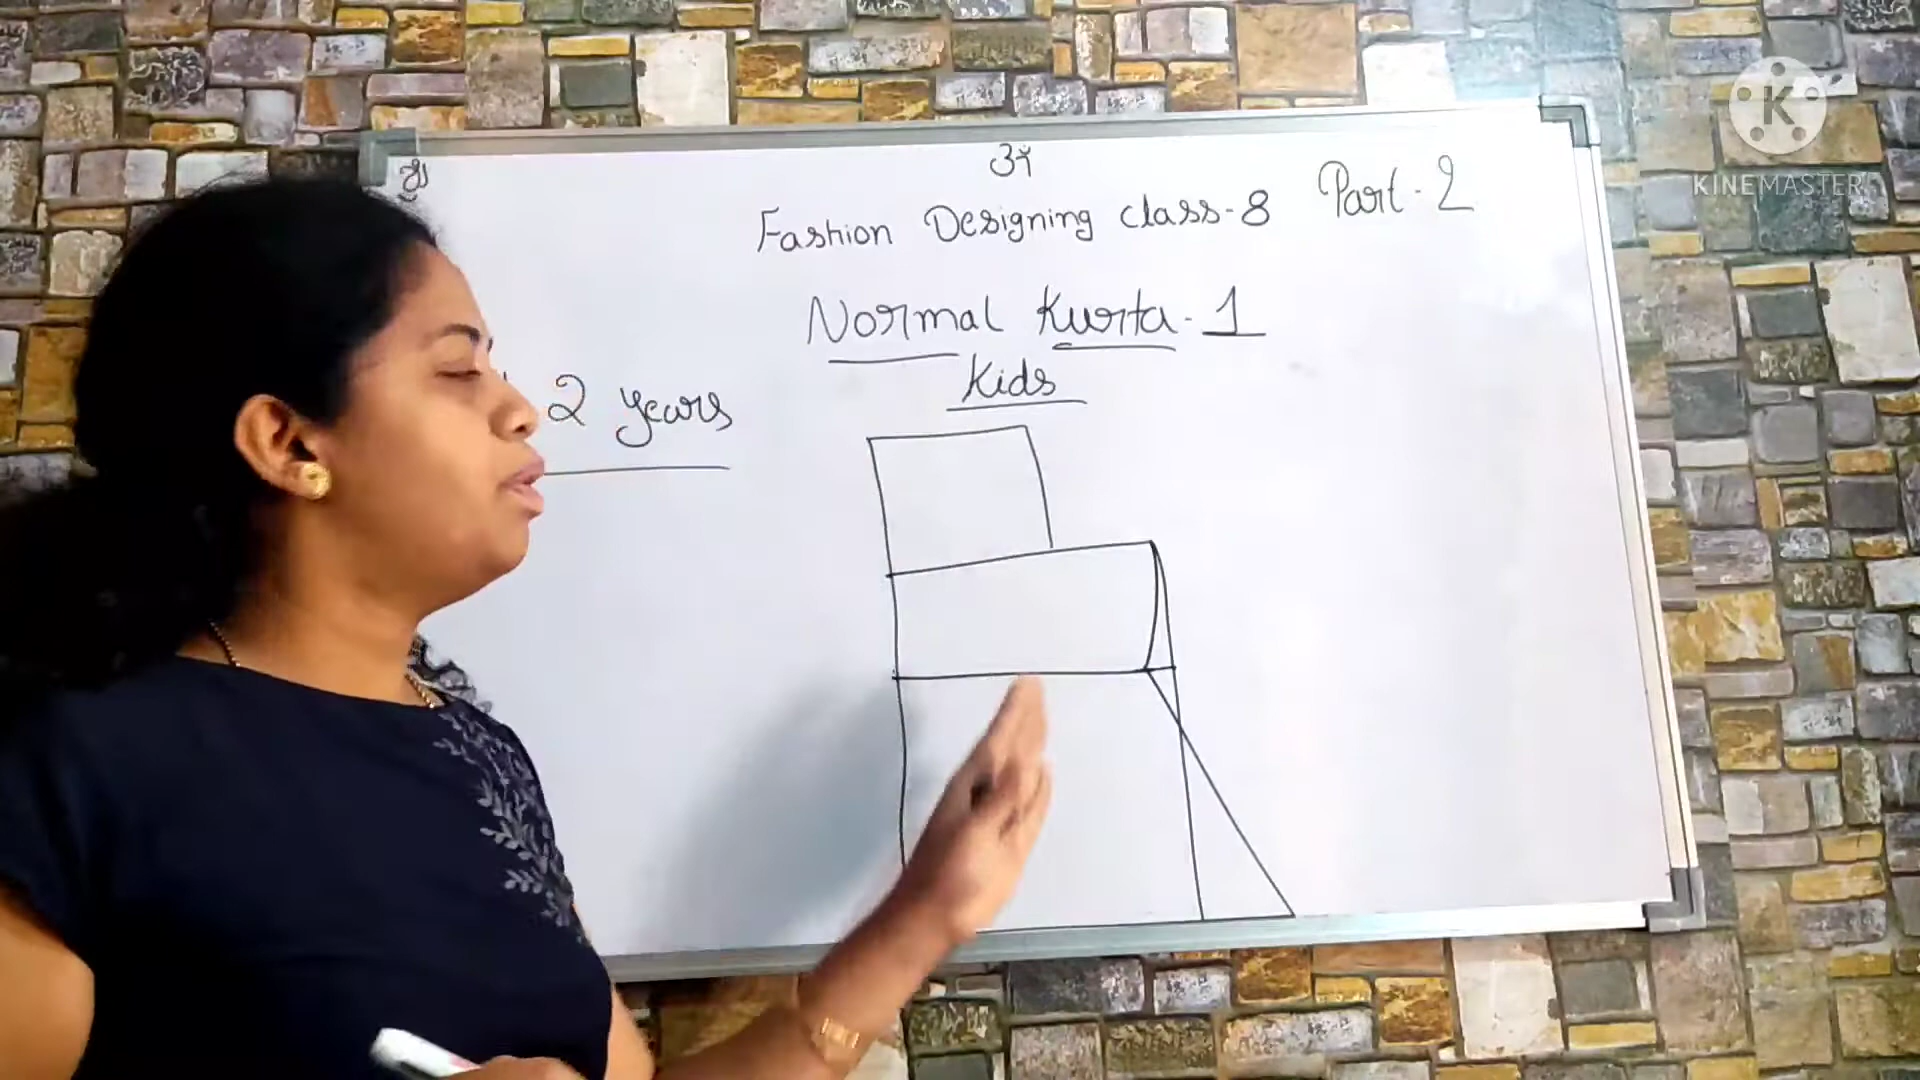 Fashion Designing class-8 Part-2
Normal Kurta-1
Kids
2 years
KINEMASTER